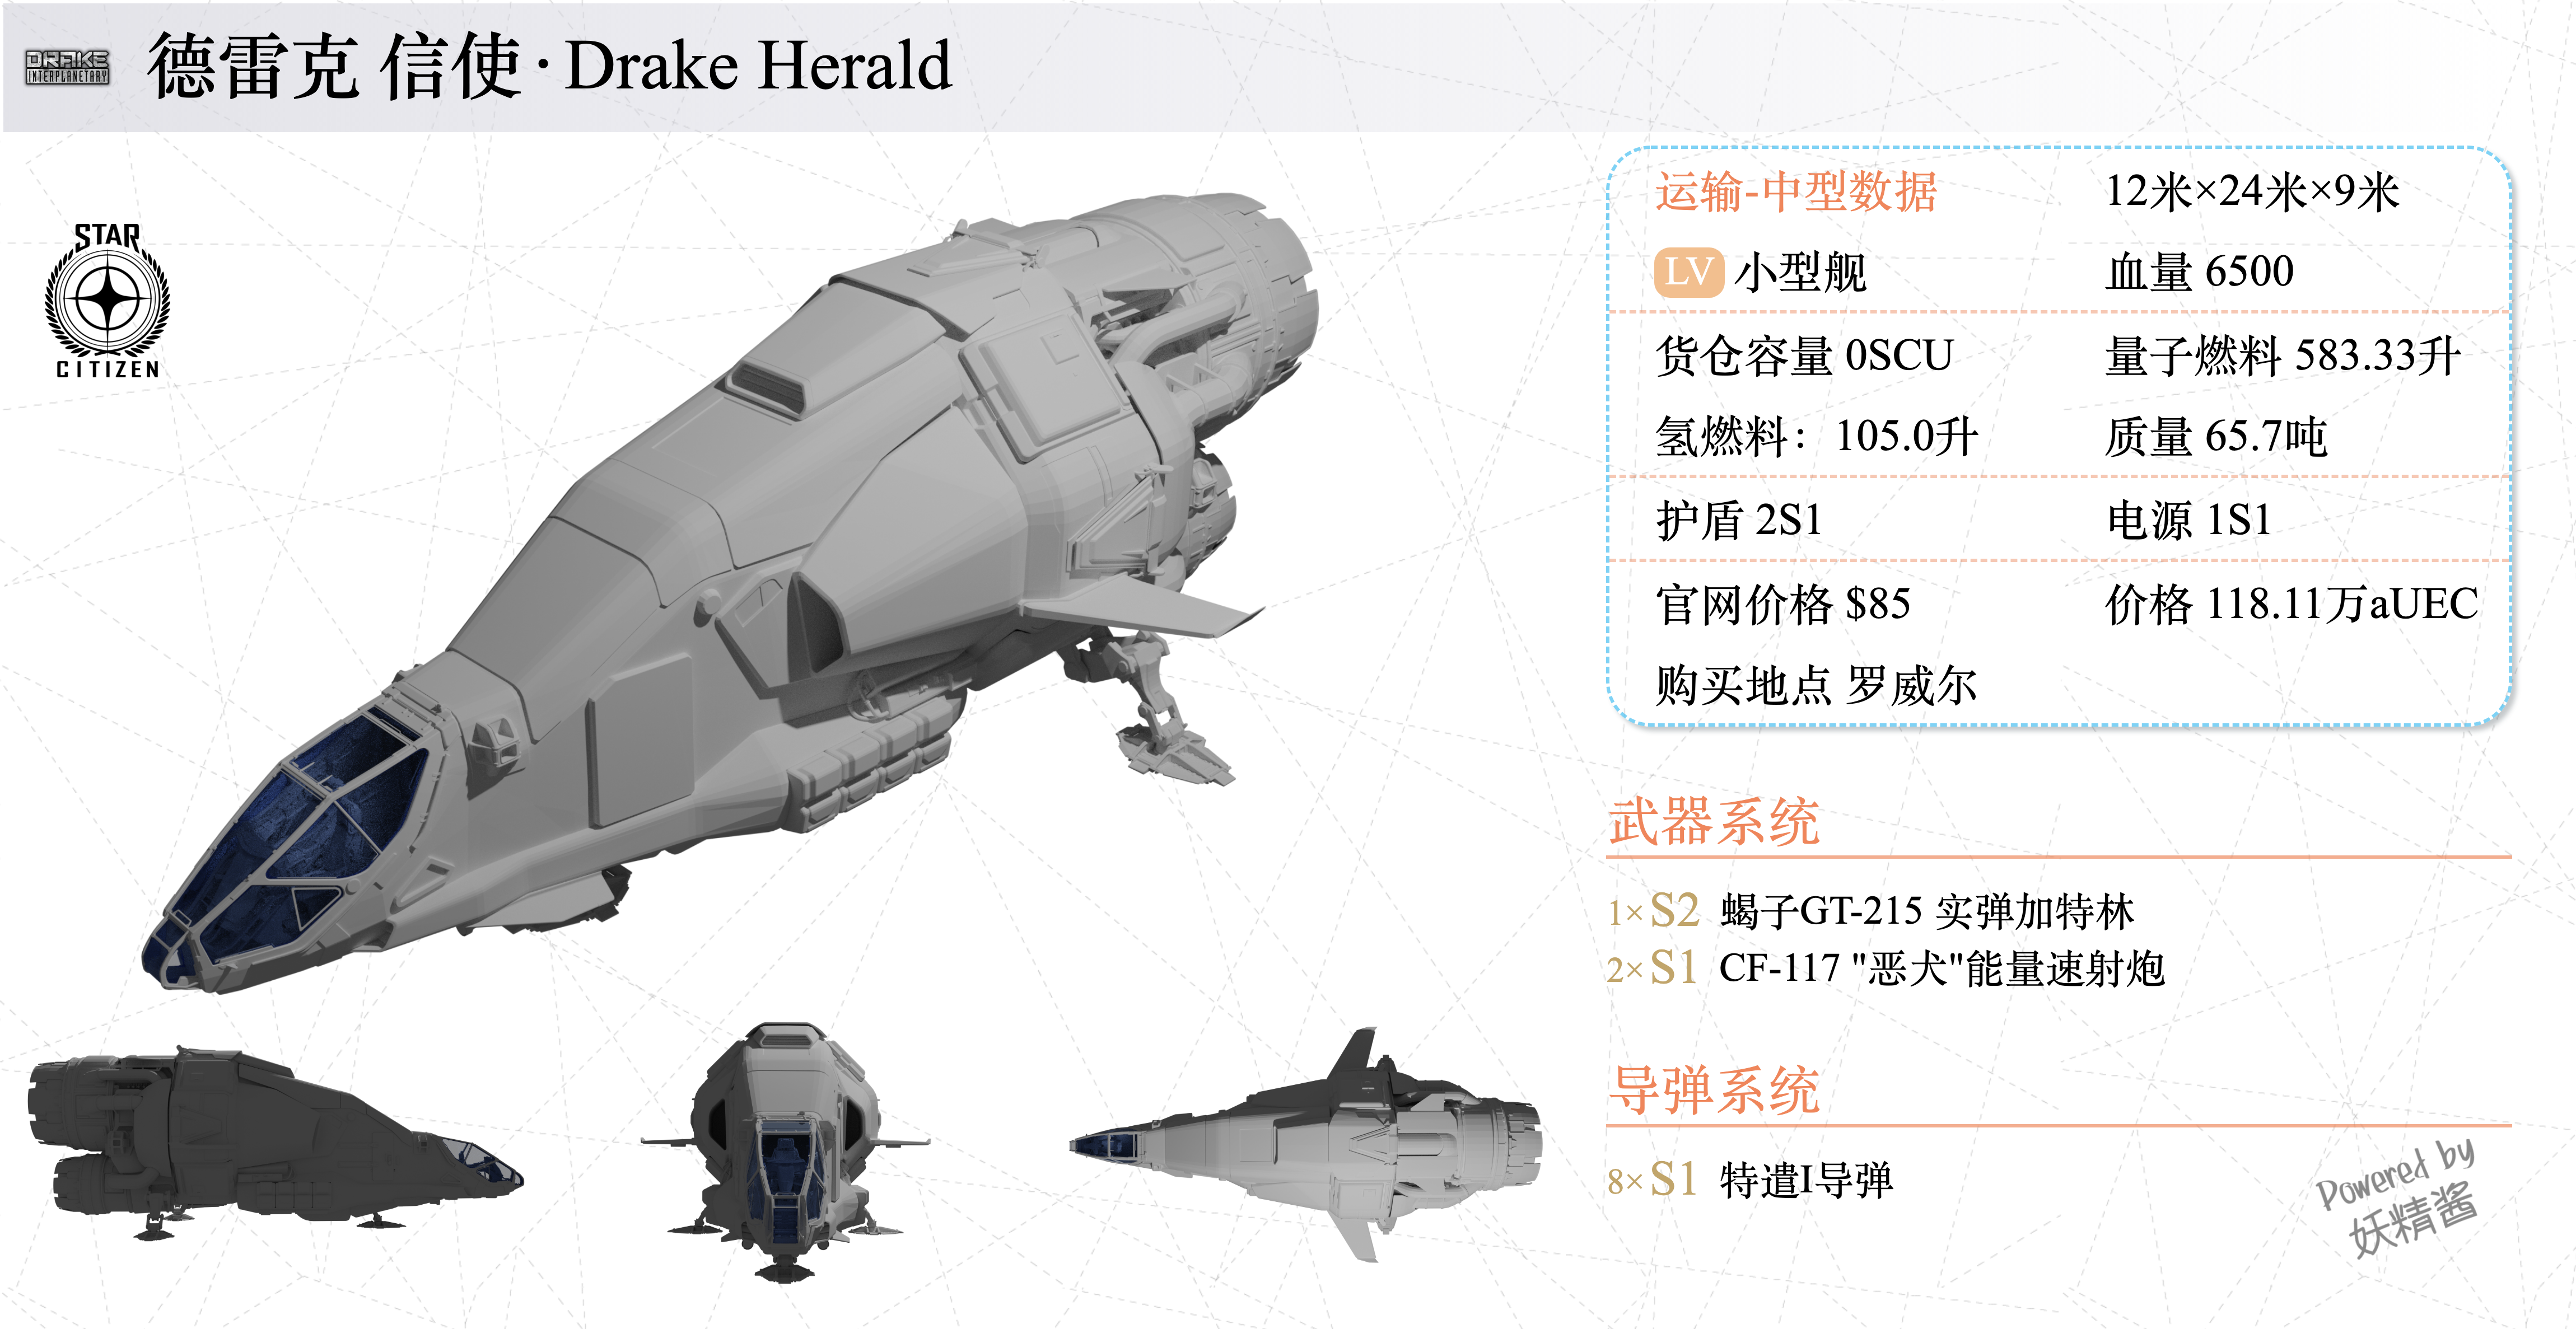 DRAKE
INTERPLANETARY
德雷克 信使·Drake Herald
STAR
CITIZEN
运输-中型数据 12米×24米×9米
LV 小型舰 血量 6500
货仓容量 0SCU 量子燃料 583.33升
氢燃料：105.0升 质量 65.7吨
护盾 2S1 电源 1S1
官网价格 $85 价格 118.11万aUEC
购买地点 罗威尔
武器系统
1× S2 蝎子GT-215 实弹加特林
2× S1 CF-117 "恶犬"能量速射炮
导弹系统
8× S1 特遣I导弹
Powered by
妖精酱